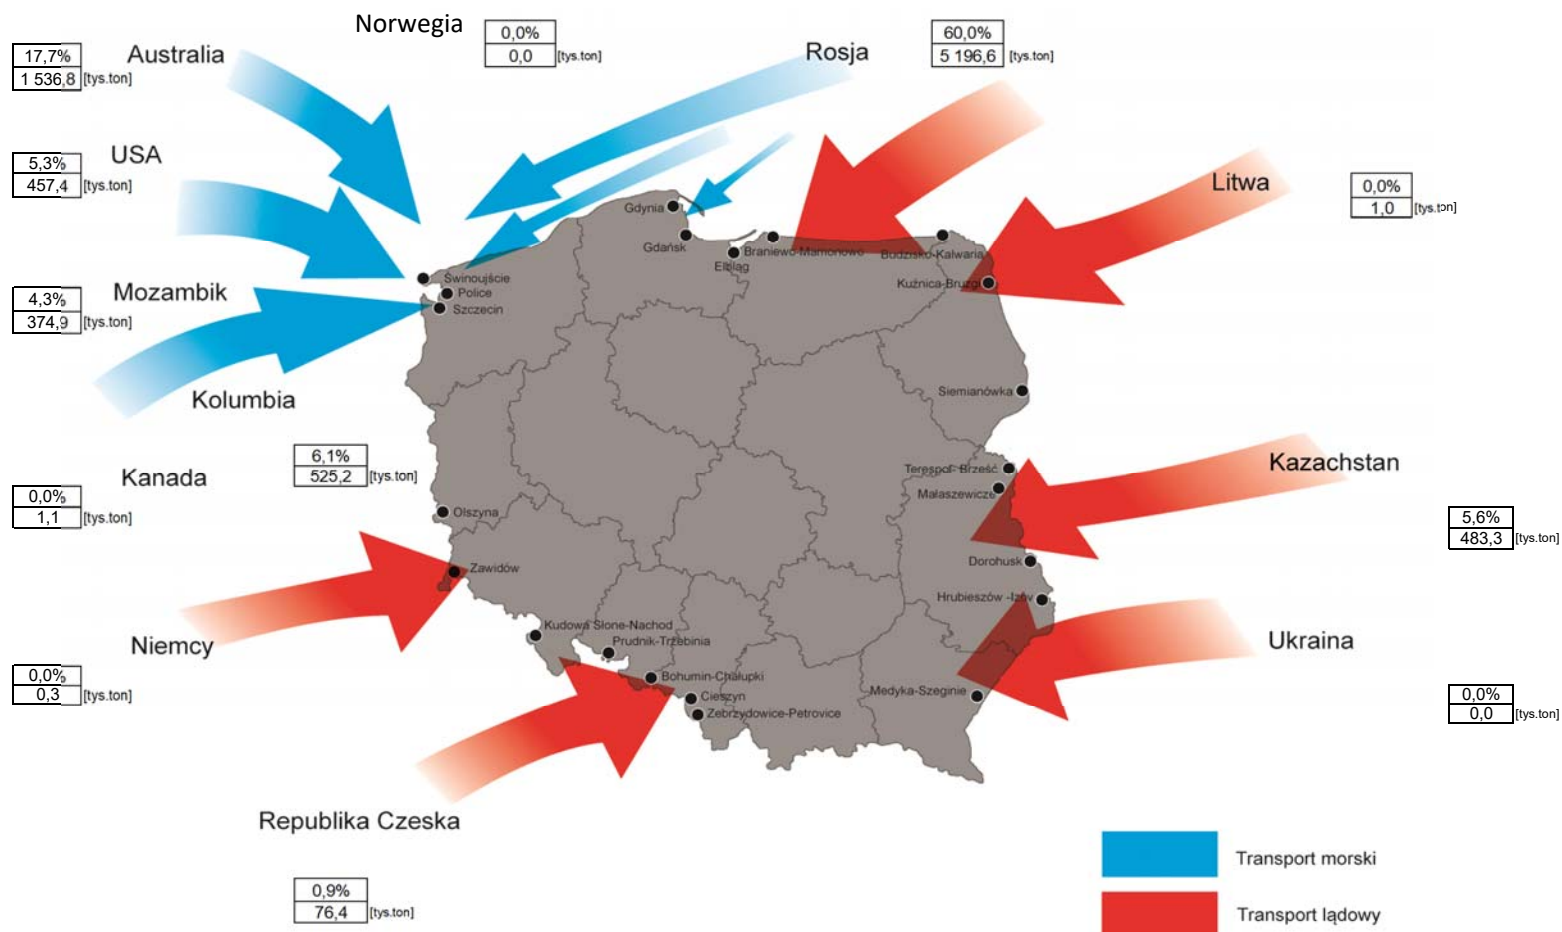 Norwegia
0,0%
0,0 [tys.ton]
Rosja
60,0%
5 196,6 [tys.ton]
17,7%
1 536,8 [tys.ton]
Australia
USA
5,3%
457,4 [tys.ton]
Litwa
0,0%
1,0 [tys.ton]
Mozambik
4,3%
374,9 [tys.ton]
Kolumbia
6,1%
525,2 [tys.ton]
Kanada
0,0%
1,1 [tys.ton]
Kazachstan
5,6%
483,3 [tys.ton]
Niemcy
0,0%
0,3 [tys.ton]
Ukraina
0,0%
0,0 [tys.ton]
Republika Czeska
0,9%
76,4 [tys.ton]
Gdynia
Gdańsk
Elbląg
Braniewo-Mamonowo
Budzisko-Kalwaria
Kuźnica-Bruzgi
Świnoujście
Police
Szczecin
Siemianówka
Terespol- Brześć
Małaszewicze
Olszyna
Dorohusk
Zawidów
Hrubieszów -Izów
Kudowa Słone-Nachod
Prudnik-Trzebinia
Bohumin-Chałupki
Cieszyn
Zebrzydowice-Petrovice
Medyka-Szeginie
Transport morski
Transport lądowy